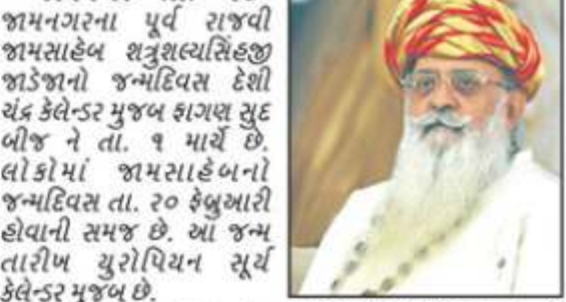 જામનગરના પૂર્વ રાજવી
જામસાહેબ શત્રુશલ્યસિંહજી
જાડેજાનો જન્મદિવસ દેશી
ચંદ્ર કેલેન્ડર મુજબ ફાગણ સુદ
બીજ ને તા. ૧ માર્ચે છે.
લોકોમાં જામસાહેબનો
જન્મદિવસ તા. ૨૦ ફેબ્રુઆરી
હોવાની સમજ છે. આ જન્મ
તારીખ યુરોપિયન સૂર્ય
કેલેન્ડર મુજબ છે.